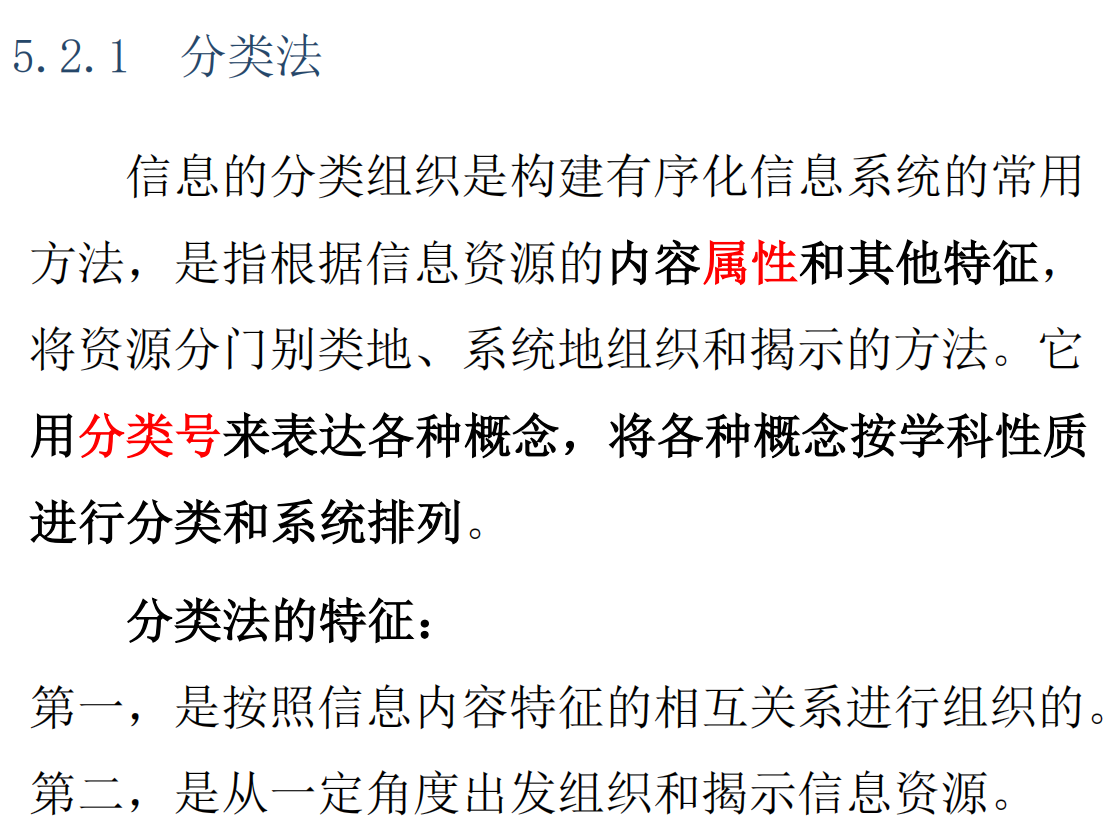 5.2.1 分类法
信息的分类组织是构建有序化信息系统的常用
方法，是指根据信息资源的内容属性和其他特征，
将资源分门别类地、系统地组织和揭示的方法。它
用分类号来表达各种概念，将各种概念按学科性质
进行分类和系统排列。
分类法的特征：
第一，是按照信息内容特征的相互关系进行组织的。
第二，是从一定角度出发组织和揭示信息资源。